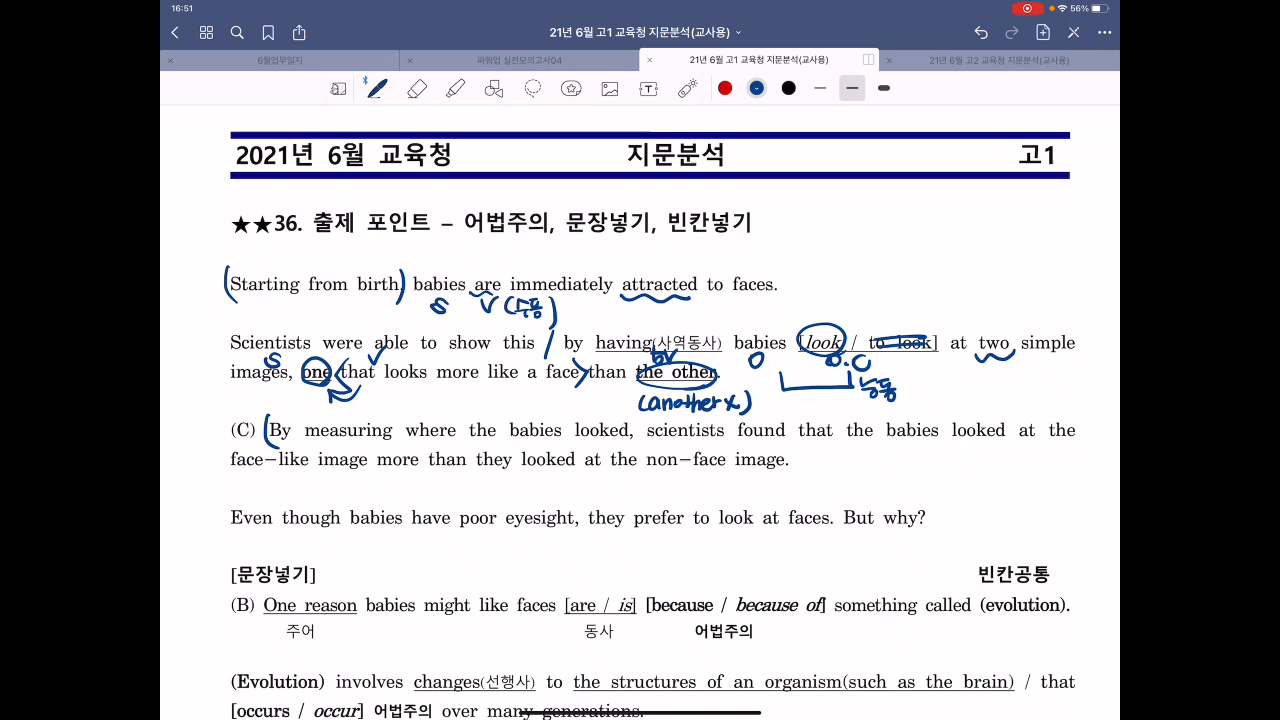 16:51
56%
21년 6월 고1 교육청 지문분석(교사용)
6월업무일지
파워업 실전모의고사04
21년 6월 고1 교육청 지문분석(교사용)
21년 6월 고2 교육청 지문분석(교사용)
2021년 6월 교육청 지문분석 고1
★★36. 출제 포인트 – 어법주의, 문장넣기, 빈칸넣기
(Starting from birth) babies are immediately attracted to faces.
S V (수동)
Scientists were able to show this / by having(사역동사) babies [look / to look] at two simple
S V bv O O.C
images, one that looks more like a face than the other.
(another X) 능동
(C) (By measuring where the babies looked, scientists found that the babies looked at the
face-like image more than they looked at the non-face image.
Even though babies have poor eyesight, they prefer to look at faces. But why?
[문장넣기] 빈칸공통
(B) One reason babies might like faces [are / is] [because / because of] something called (evolution).
주어 동사 어법주의
(Evolution) involves changes(선행사) to the structures of an organism(such as the brain) / that
[occurs / occur] 어법주의 over many generations.